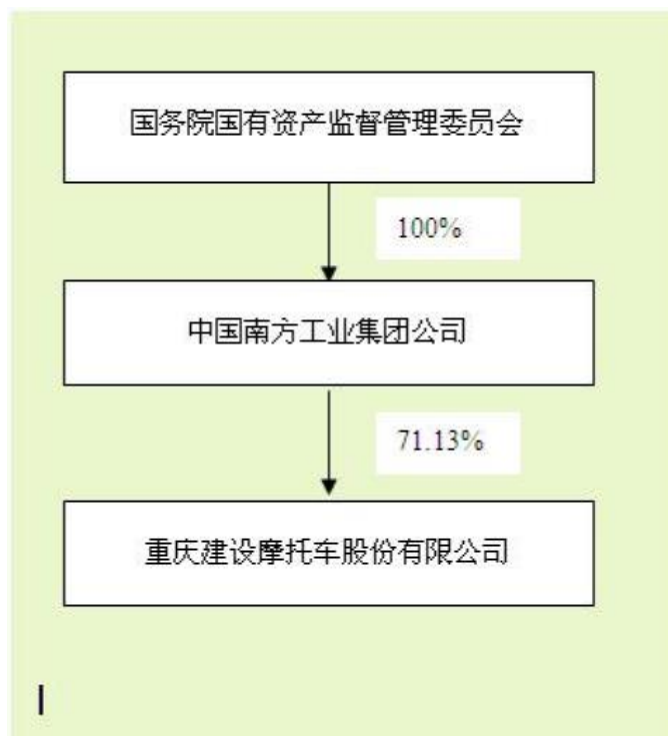 国务院国有资产监督管理委员会
100%
中国南方工业集团公司
71.13%
重庆建设摩托车股份有限公司